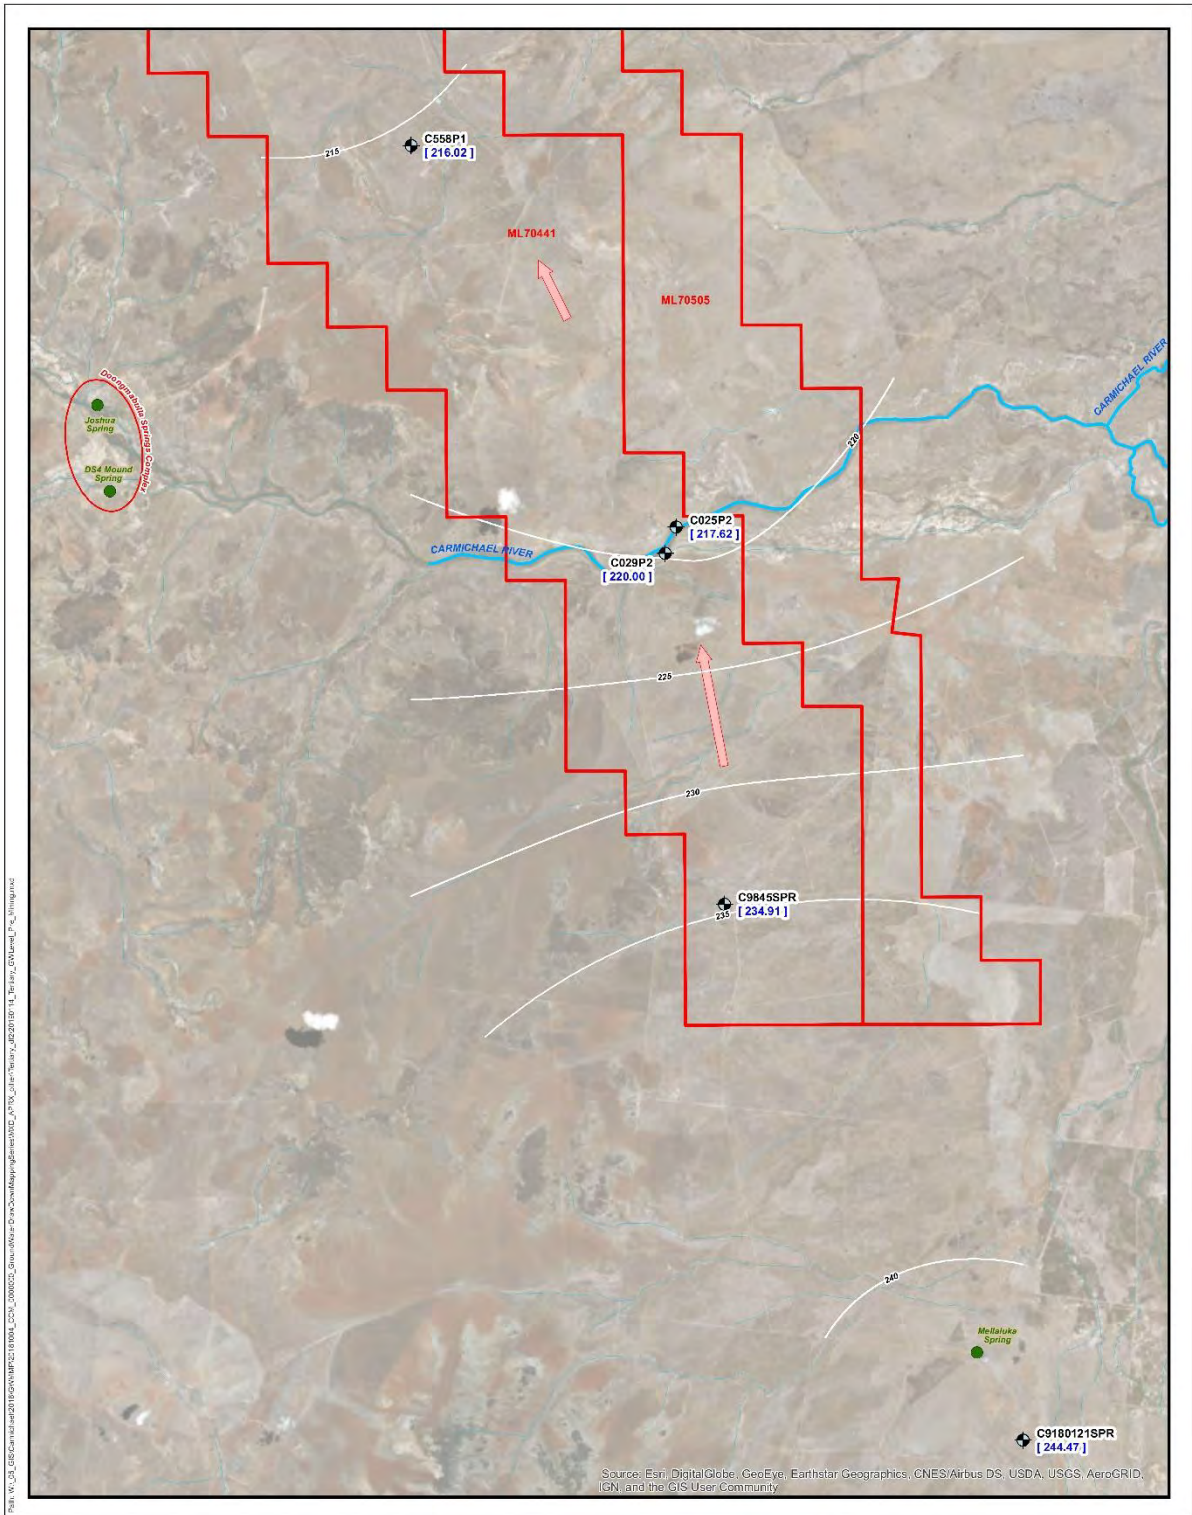 215
C558P1
[ 216.02 ]
ML70441
ML70505
CARMICHAEL RIVER
Doongmabulla Springs Complex
Joshua
Spring
DS4 Mound
Spring
220
C025P2
[ 217.62 ]
CARMICHAEL RIVER
C029P2
[ 220.00 ]
225
230
C9845SPR
[ 234.91 ]
235
240
Mellaluka
Spring
C9180121SPR
[ 244.47 ]
Source: Esri, DigitalGlobe, GeoEye, Earthstar Geographics, CNES/Airbus DS, USDA, USGS, AeroGRID,
IGN, and the GIS User Community